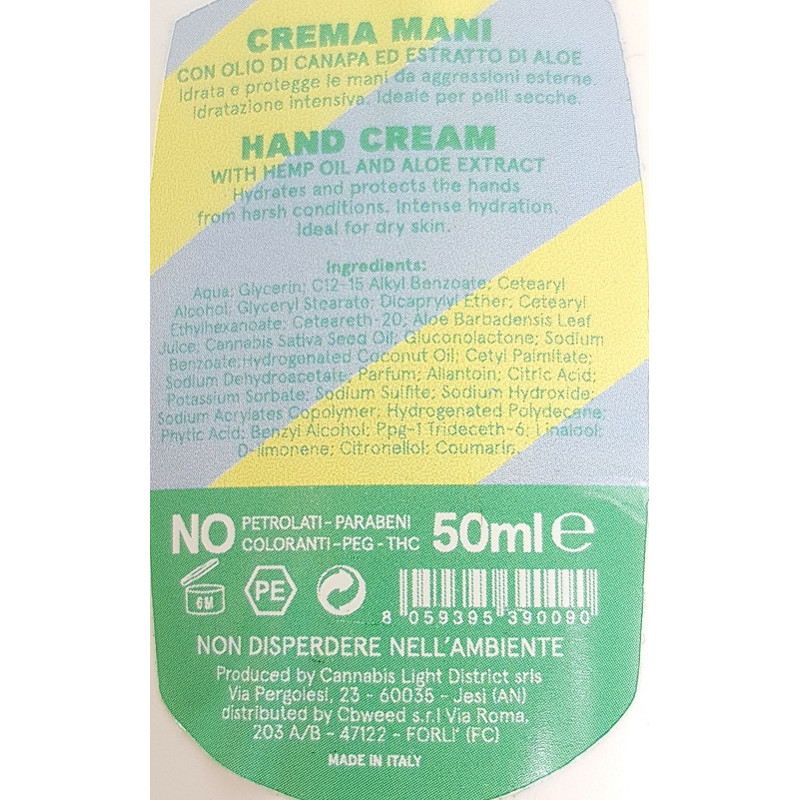 CREMA MANI
CON OLIO DI CANAPA ED ESTRATTO DI ALOE
Idrata e protegge le mani da aggressioni esterne.
Idratazione intensiva. Ideale per pelli secche.
HAND CREAM
WITH HEMP OIL AND ALOE EXTRACT
Hydrates and protects the hands
from harsh conditions. Intense hydration.
Ideal for dry skin.
Ingredients:
Aqua; Glycerin; C12-15 Alkyl Benzoate; Cetearyl
Alcohol; Glyceryl Stearate; Dicaprylyl Ether; Cetearyl
Ethylhexanoate; Ceteareth-20; Aloe Barbadensis Leaf
Juice; Cannabis Sativa Seed Oil; Gluconolactone; Sodium
Benzoate; Hydrogenated Coconut Oil; Cetyl Palmitate;
Sodium Dehydroacetate; Parfum; Allantoin; Citric Acid;
Potassium Sorbate; Sodium Sulfite; Sodium Hydroxide;
Sodium Acrylates Copolymer; Hydrogenated Polydecane;
Phytic Acid; Benzyl Alcohol; Ppg-1 Trideceth-6; Linalool;
D-limonene; Citronellol; Coumarin.
NO PETROLATI-PARABENI
COLORANTI-PEG-THC
50ml e
6M
PE
8 059395 390090
NON DISPERDERE NELL'AMBIENTE
Produced by Cannabis Light District srls
Via Pergolesi, 23 - 60035 - Jesi (AN)
distributed by Cbweed s.r.l Via Roma,
203 A/B - 47122 - FORLI' (FC)
MADE IN ITALY